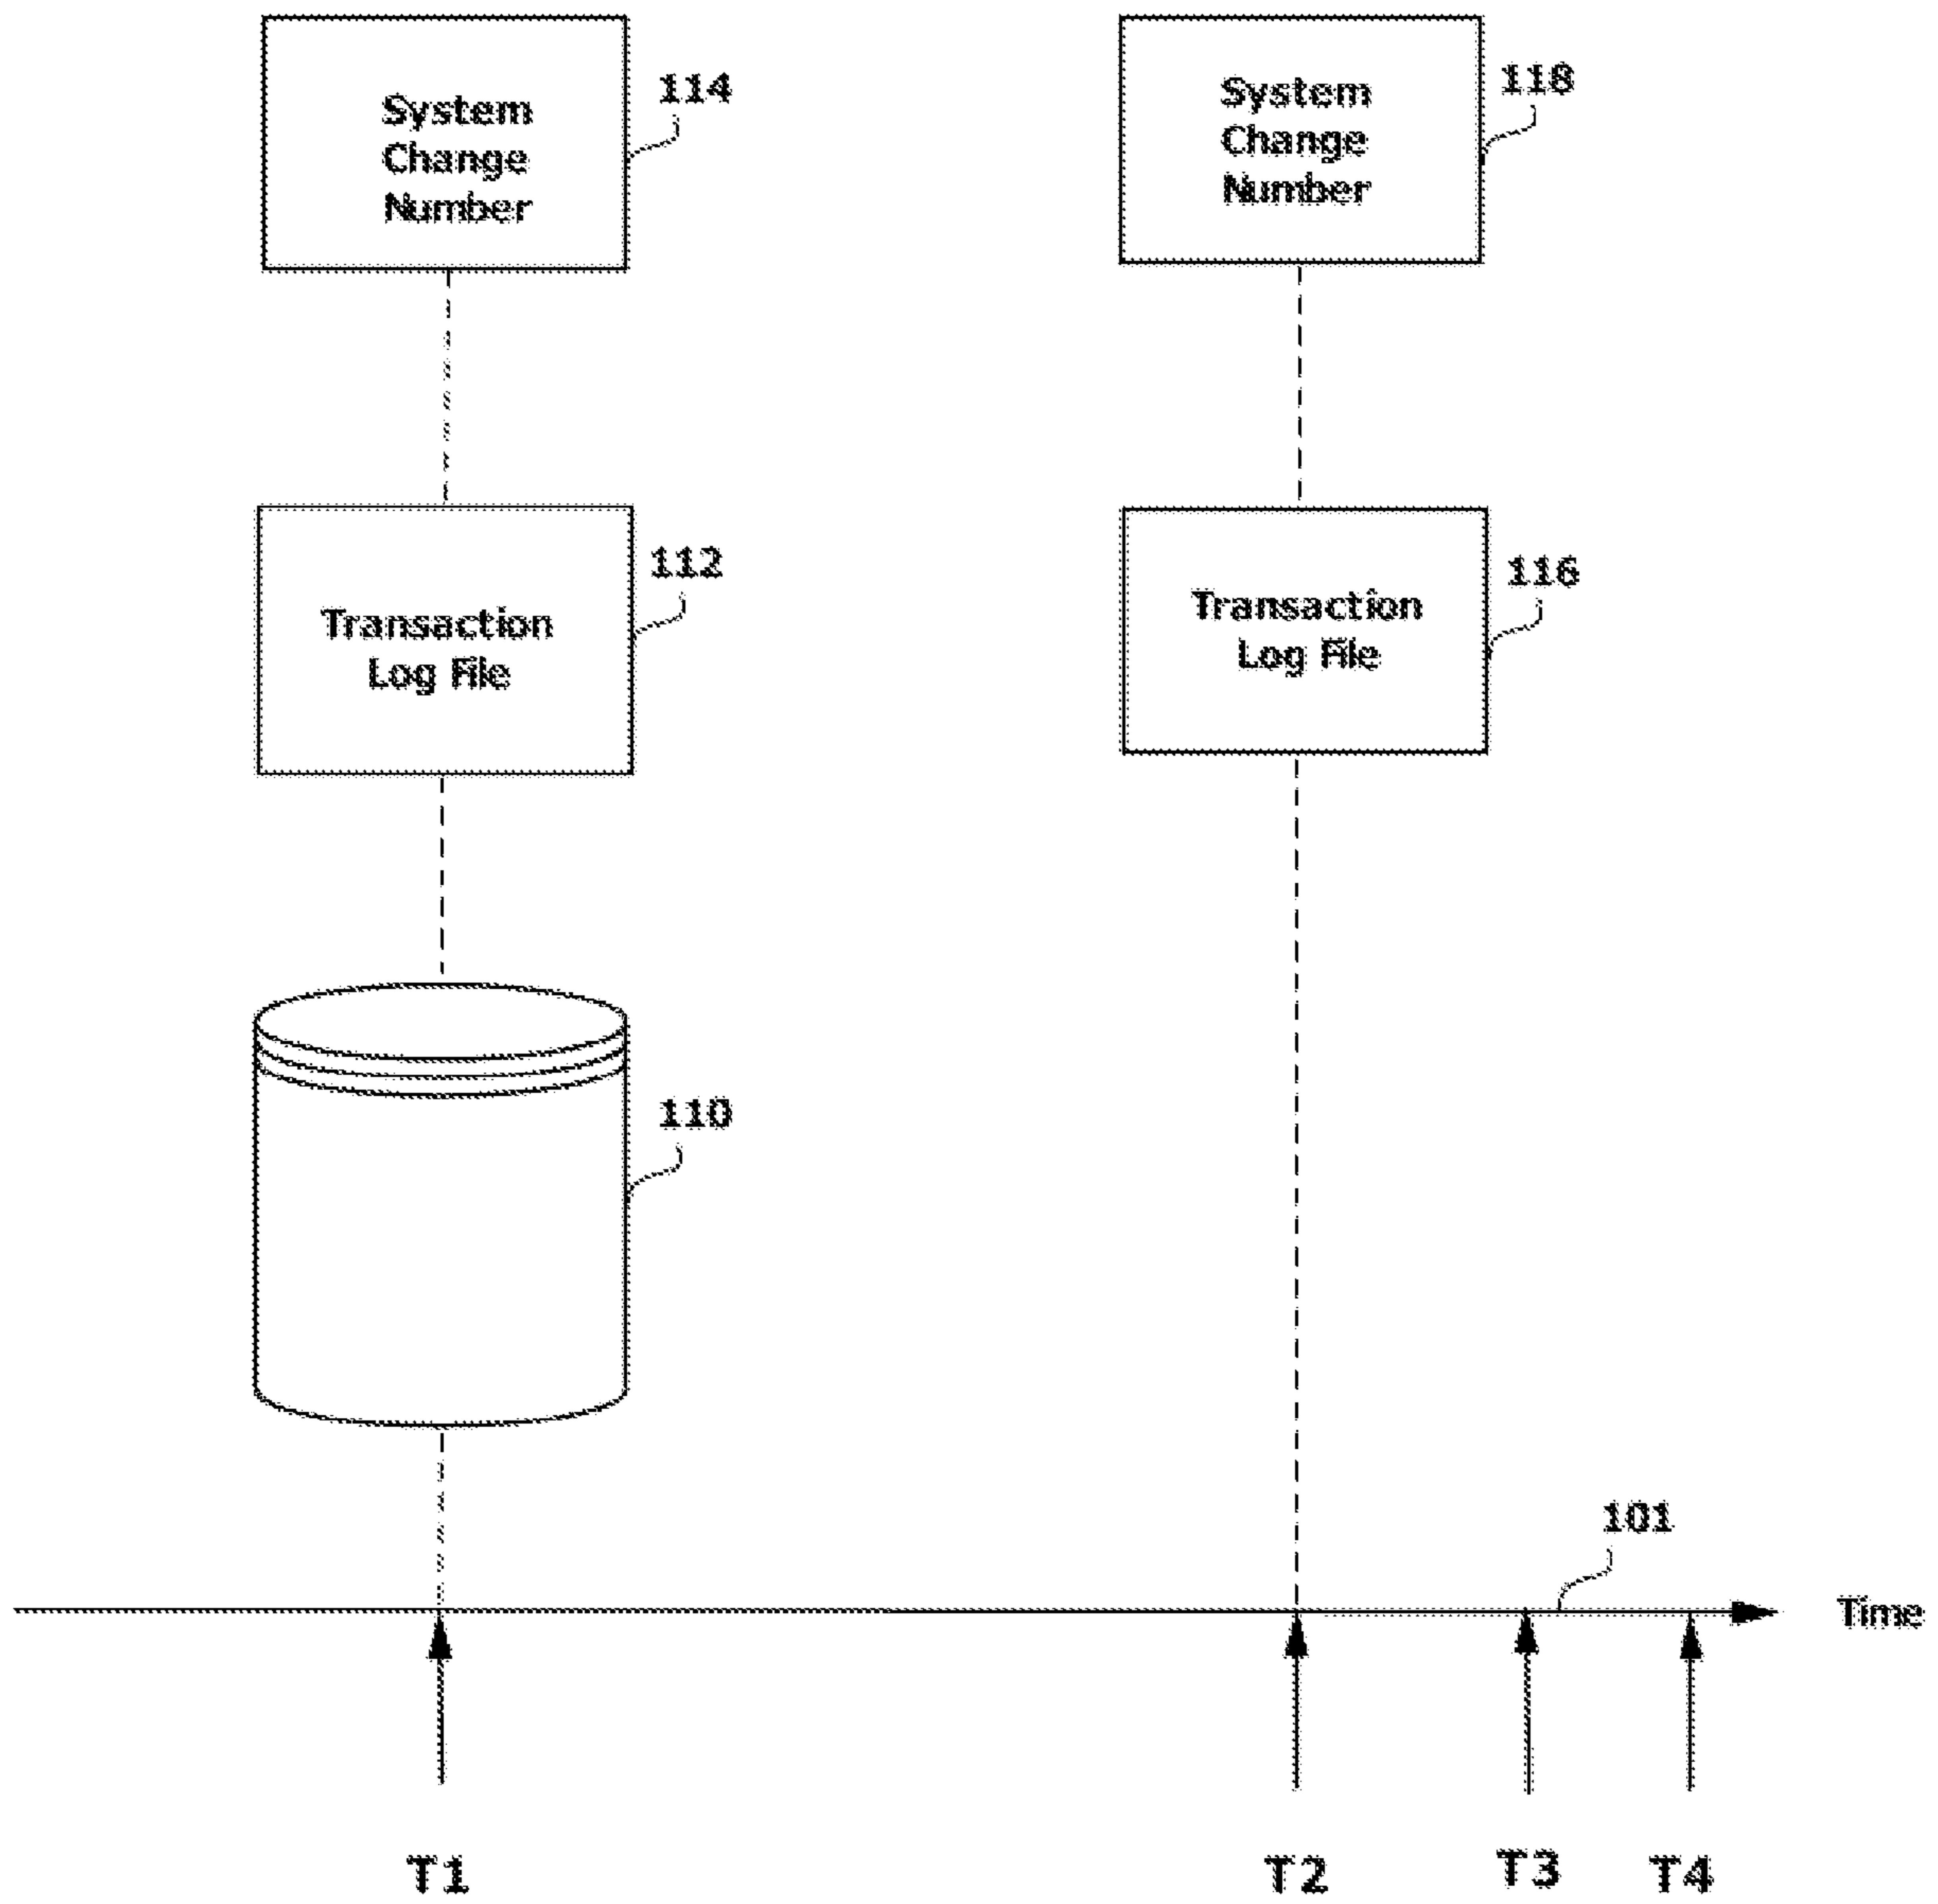 System
Change
Number
114
System
Change
Number
118
Transaction
Log File
112
Transaction
Log File
116
110
101
Time
T1
T2
T3
T4